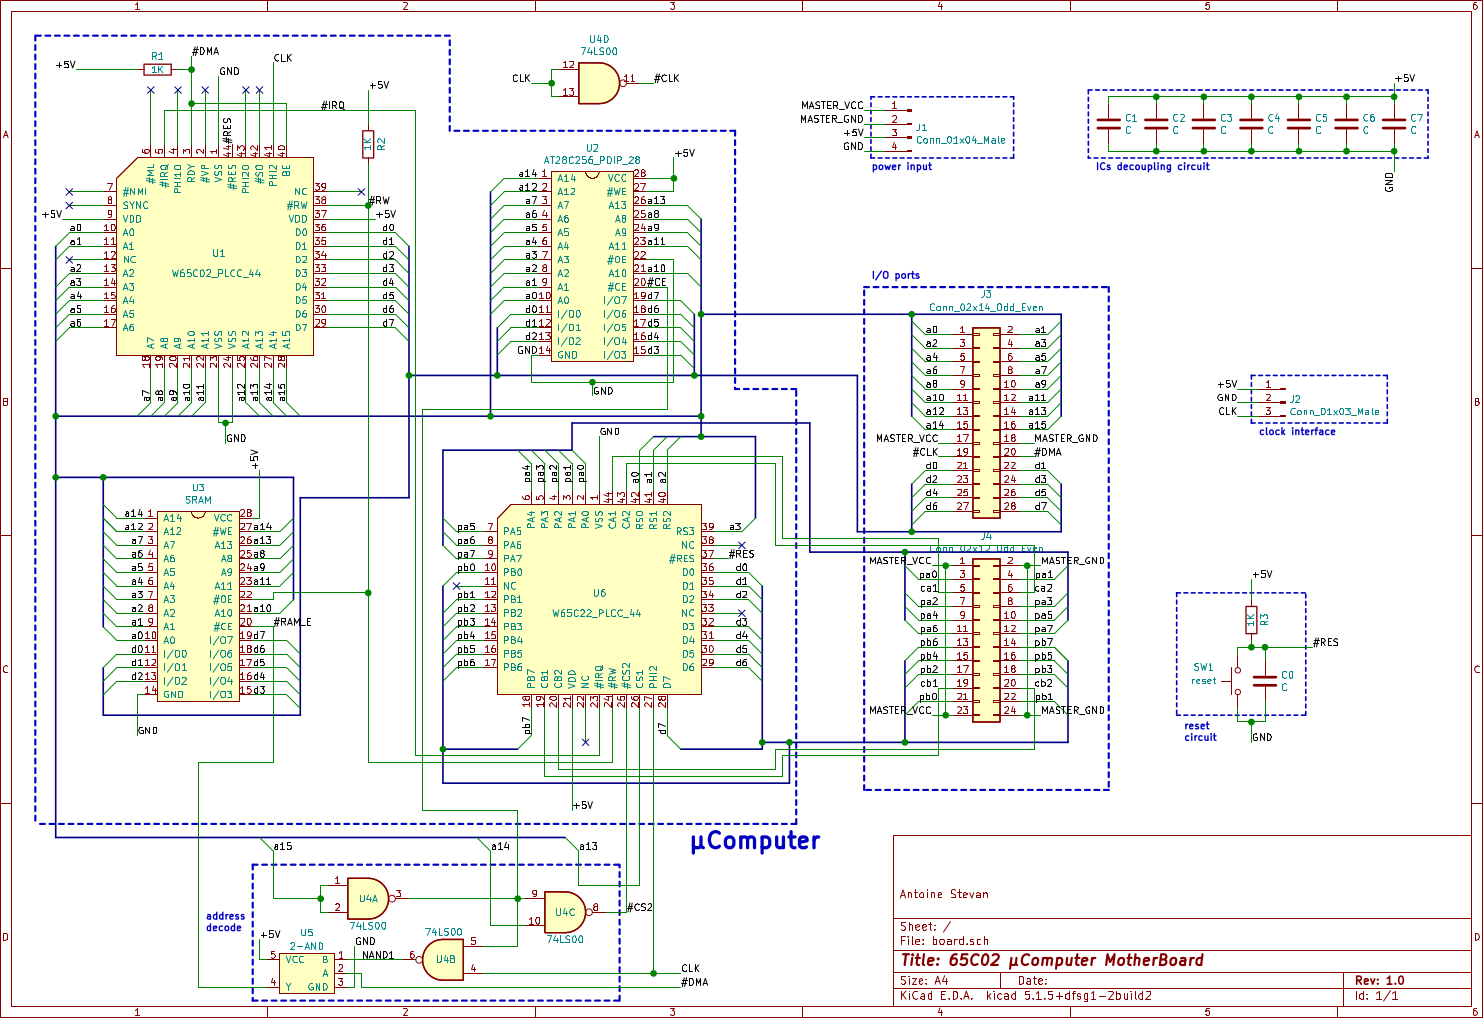 1 2 3 4 5 6
A
B
C
D
R1
1K
+5V
#DMA
GND
CLK
+5V
#IRQ
#RES
1K
R2
6 5 4 3 2 1 44 43 42 41 40
#ML #IRQ PHI1O RDY #VP VSS #RES PHI2O #SO PHI2 BE
7 #NMI
8 SYNC
+5V 9 VDD
a0 10 A0
a1 11 A1
12 NC
a2 13 A2
a3 14 A3
a4 15 A4
a5 16 A5
a6 17 A6
U1
W65C02_PLCC_44
NC 39
#RW 38 #RW
VDD 37 +5V
D0 36 d0
D1 35 d1
D2 34 d2
D3 33 d3
D4 32 d4
D5 31 d5
D6 30 d6
D7 29 d7
A7 A8 A9 A10 A11 VSS VSS A12 A13 A14 A15
18 19 20 21 22 23 24 25 26 27 28
a7 a8 a9 a10 a11 a12 a13 a14 a15
GND
U4D
74LS00
CLK 12 13 11 #CLK
U2
AT28C256_PDIP_28
+5V
a14 1 A14 VCC 28
a12 2 A12 #WE 27
a7 3 A7 A13 26 a13
a6 4 A6 A8 25 a8
a5 5 A5 A9 24 a9
a4 6 A4 A11 23 a11
a3 7 A3 #OE 22
a2 8 A2 A10 21 a10
a1 9 A1 #CE 20 #CE
a0 10 A0 I/O7 19 d7
d0 11 I/O0 I/O6 18 d6
d1 12 I/O1 I/O5 17 d5
d2 13 I/O2 I/O4 16 d4
GND 14 GND I/O3 15 d3
GND
MASTER_VCC 1
MASTER_GND 2
+5V 3
GND 4
J1
Conn_01x04_Male
power input
+5V
C1 C
C2 C
C3 C
C4 C
C5 C
C6 C
C7 C
ICs decoupling circuit
GND
I/O ports
J3
Conn_02x14_Odd_Even
a0 1 2 a1
a2 3 4 a3
a4 5 6 a5
a6 7 8 a7
a8 9 10 a9
a10 11 12 a11
a12 13 14 a13
a14 15 16 a15
MASTER_VCC 17 18 MASTER_GND
#CLK 19 20 #DMA
d0 21 22 d1
d2 23 24 d3
d4 25 26 d5
d6 27 28 d7
J4
Conn_02x12_Odd_Even
MASTER_VCC 1 2 MASTER_GND
pa0 3 4 pa1
ca1 5 6 ca2
pa2 7 8 pa3
pa4 9 10 pa5
pa6 11 12 pa7
pb6 13 14 pb7
pb4 15 16 pb5
pb2 17 18 pb3
cb1 19 20 cb2
pb0 21 22 pb1
MASTER_VCC 23 24 MASTER_GND
+5V 1
GND 2
CLK 3
J2
Conn_01x03_Male
clock interface
+5V
1K
R3
#RES
SW1
reset
C0
C
GND
reset
circuit
+5V
U3
SRAM
a14 1 A14 VCC 28
a12 2 A12 #WE 27 a14
a7 3 A7 A13 26 a13
a6 4 A6 A8 25 a8
a5 5 A5 A9 24 a9
a4 6 A4 A11 23 a11
a3 7 A3 #OE 22
a2 8 A2 A10 21 a10
a1 9 A1 #CE 20 #RAM_E
a0 10 A0 I/O7 19 d7
d0 11 I/O0 I/O6 18 d6
d1 12 I/O1 I/O5 17 d5
d2 13 I/O2 I/O4 16 d4
14 GND I/O3 15 d3
GND
GND
pa4 pa3 pa2 pa1 pa0 a0 a1 a2
6 5 4 3 2 1 44 43 42 41 40
PA4 PA3 PA2 PA1 PA0 VSS CA1 CA2 RS0 RS1 RS2
pa5 7 PA5
pa6 8 PA6
pa7 9 PA7
pb0 10 PB0
11 NC
pb1 12 PB1
pb2 13 PB2
pb3 14 PB3
pb4 15 PB4
pb5 16 PB5
pb6 17 PB6
U6
W65C22_PLCC_44
RS3 39 a3
NC 38
#RES 37 #RES
D0 36 d0
D1 35 d1
D2 34 d2
NC 33
D3 32 d3
D4 31 d4
D5 30 d5
D6 29 d6
PB7 CB1 CB2 VDD NC #IRQ #RW #CS2 CS1 PHI2 D7
18 19 20 21 22 23 24 25 26 27 28
pb7 d7
+5V
µComputer
a15 a14 a13
address
decode
1 2 3
U4A
74LS00
9 10 8
U4C
74LS00
#CS2
74LS00
U4B
5 4 6
NAND1
+5V
U5
2-AND
GND
5 VCC B 1
A 2
4 Y GND 3
CLK
#DMA
Antoine Stevan
Sheet: /
File: board.sch
Title: 65C02 µComputer MotherBoard
Size: A4 Date: Rev: 1.0
KiCad E.D.A. kicad 5.1.5+dfsg1-2build2 Id: 1/1
A
B
C
D
1 2 3 4 5 6